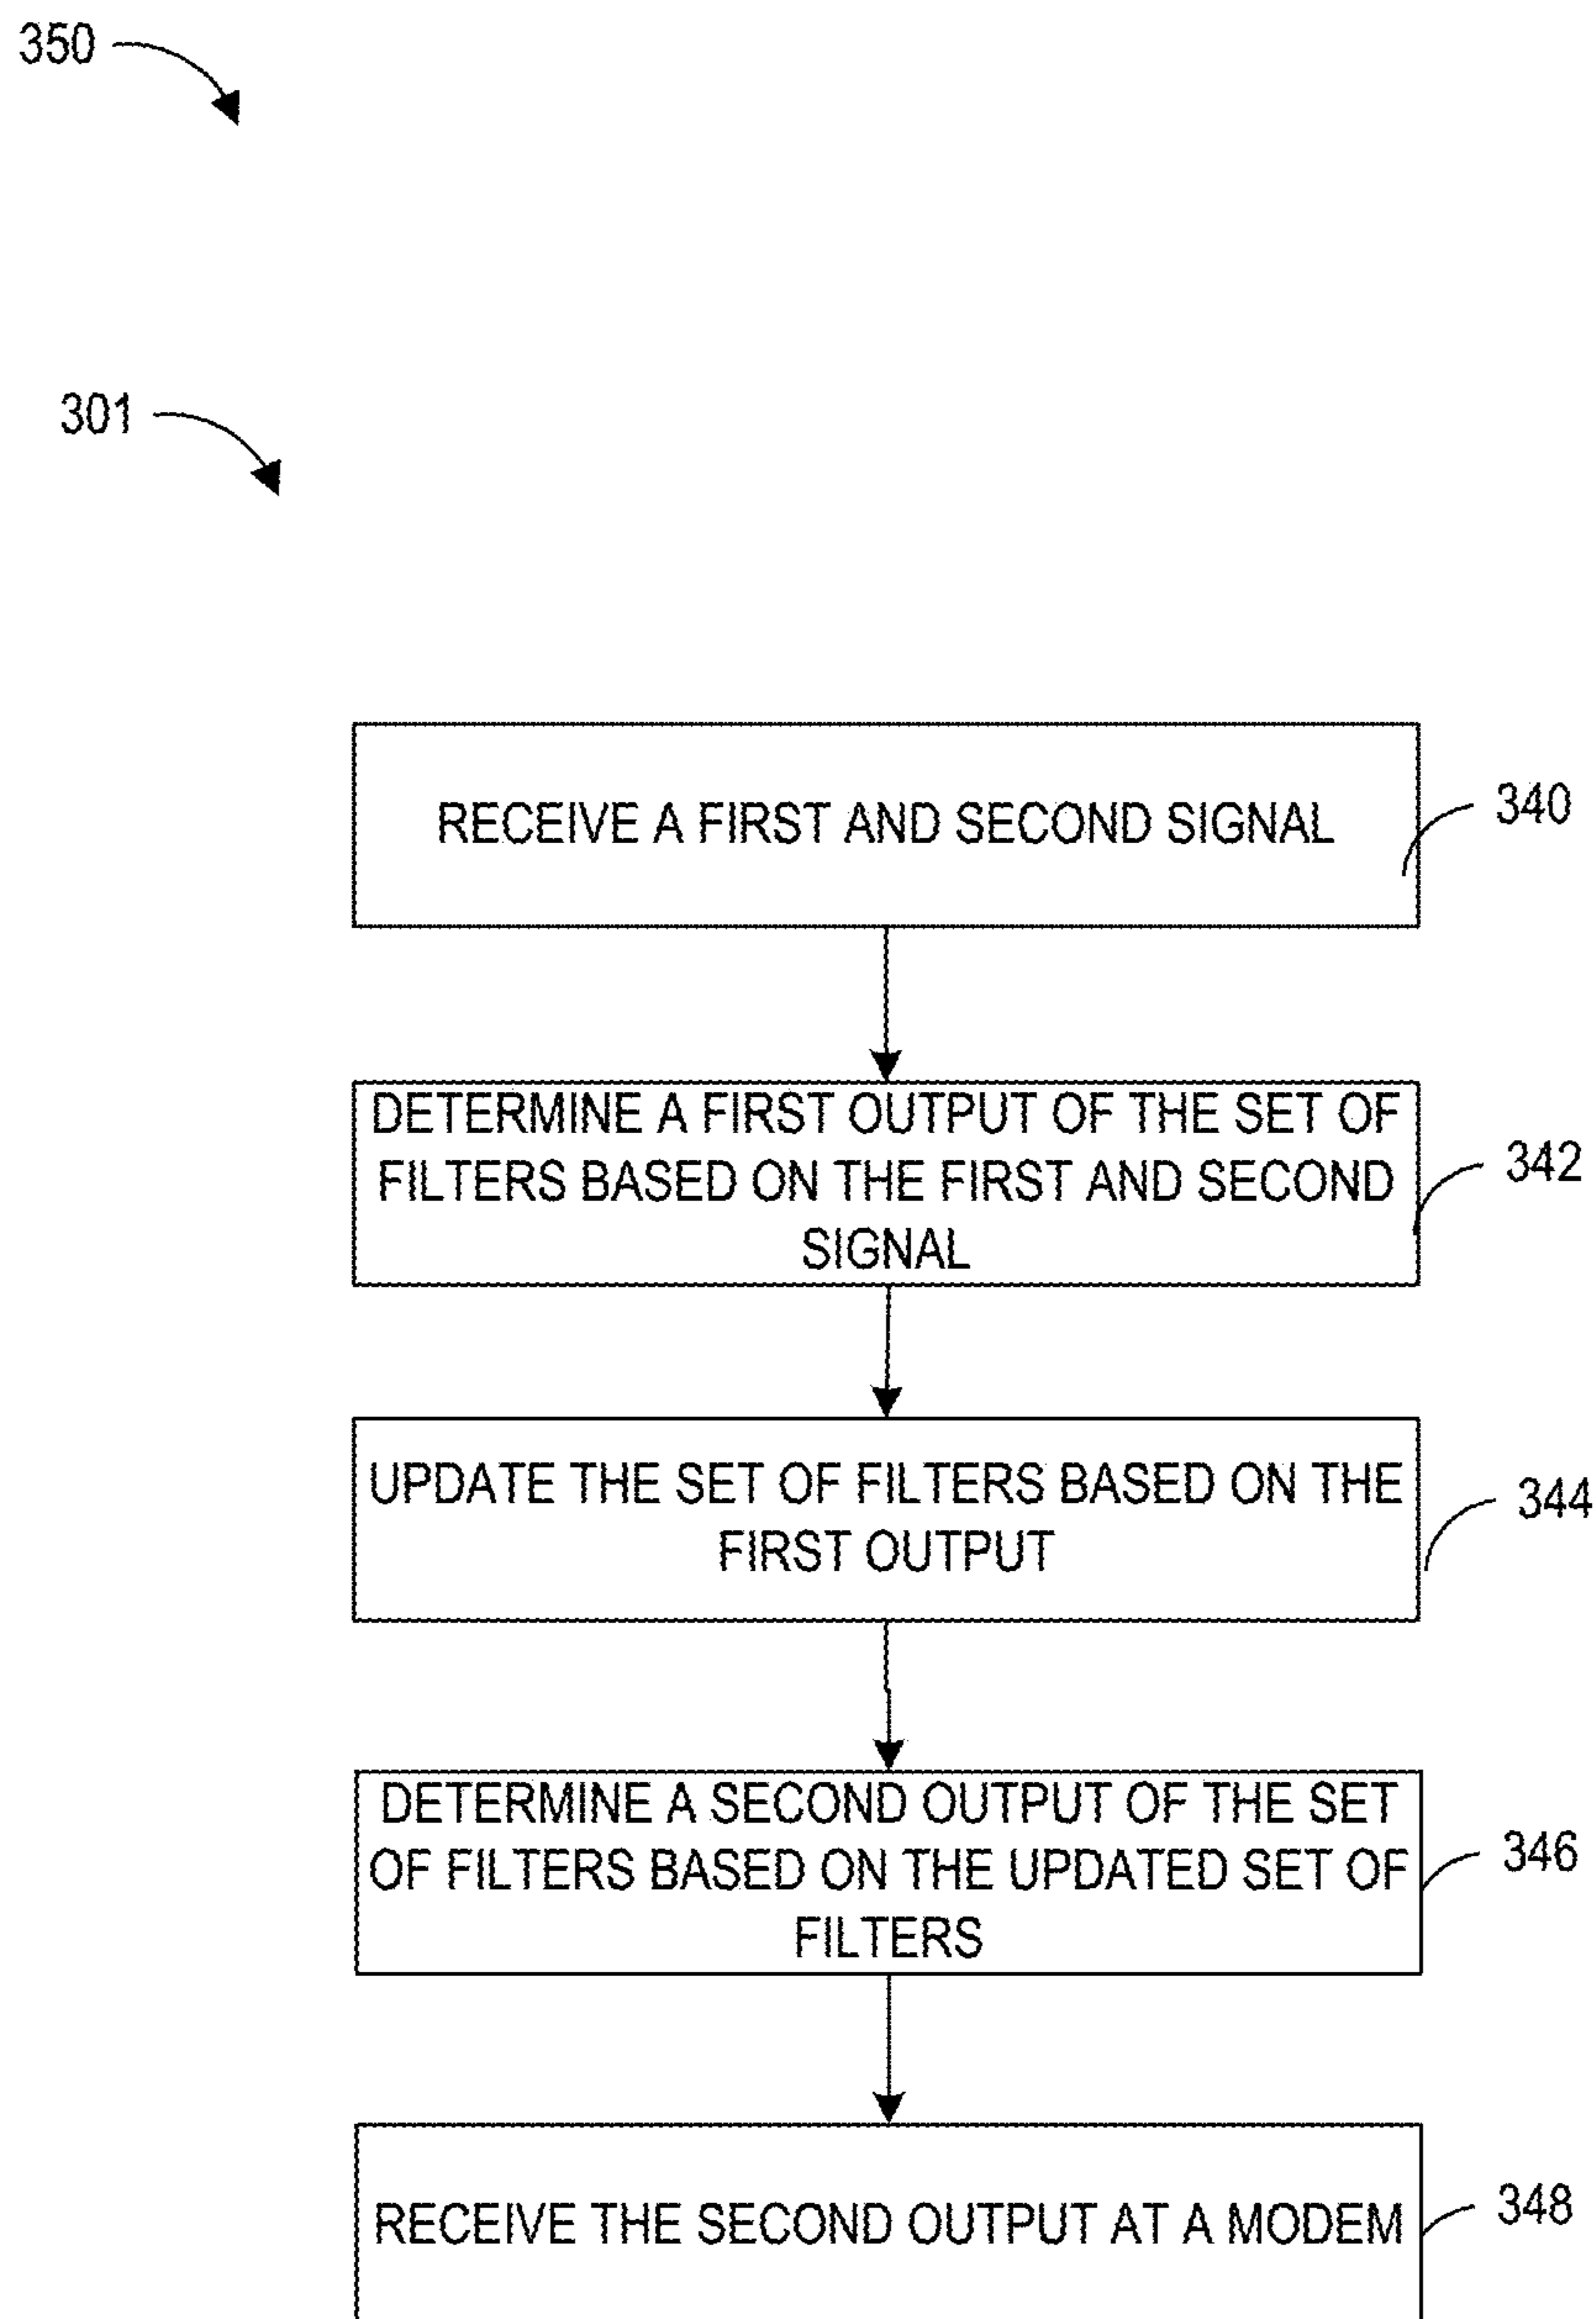 350
301
RECEIVE A FIRST AND SECOND SIGNAL
340
DETERMINE A FIRST OUTPUT OF THE SET OF
FILTERS BASED ON THE FIRST AND SECOND
SIGNAL
342
UPDATE THE SET OF FILTERS BASED ON THE
FIRST OUTPUT
344
DETERMINE A SECOND OUTPUT OF THE SET
OF FILTERS BASED ON THE UPDATED SET OF
FILTERS
346
RECEIVE THE SECOND OUTPUT AT A MODEM
348